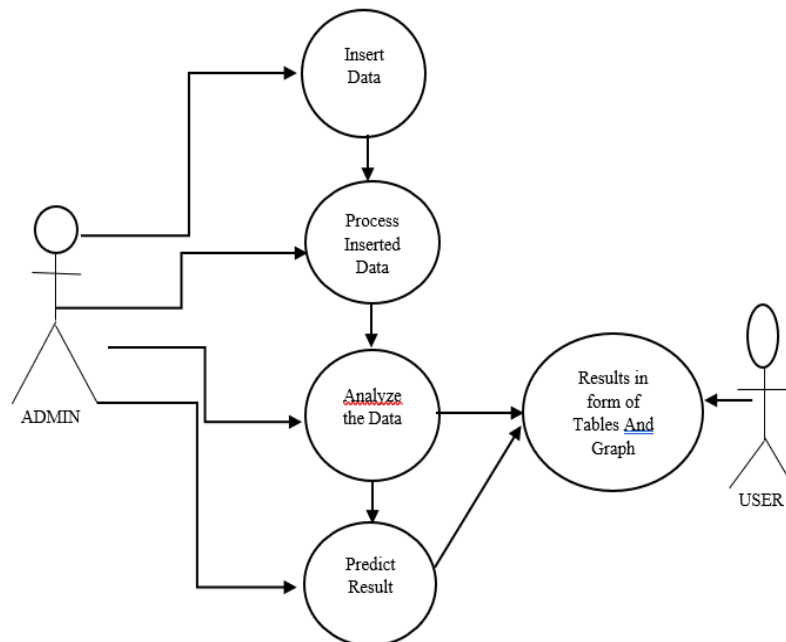 Insert
Data
Process
Inserted
Data
Analyze
the Data
Predict
Result
Results in
form of
Tables And
Graph
ADMIN
USER